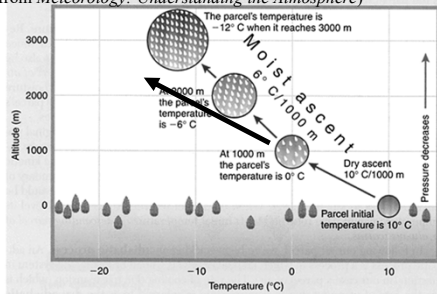 from Meteorology: Understanding the Atmosphere)
The parcel's temperature is
−12° C when it reaches 3000 m
Moist ascent
6° C/1000 m
At 2000 m
the parcel's
temperature
is −6° C
At 1000 m
the parcel's
temperature is 0° C
Dry ascent
10° C/1000 m
Parcel initial
temperature is 10° C
Pressure decreases
Altitude (m)
3000
2000
1000
0
−20
−10
0
10
Temperature (°C)